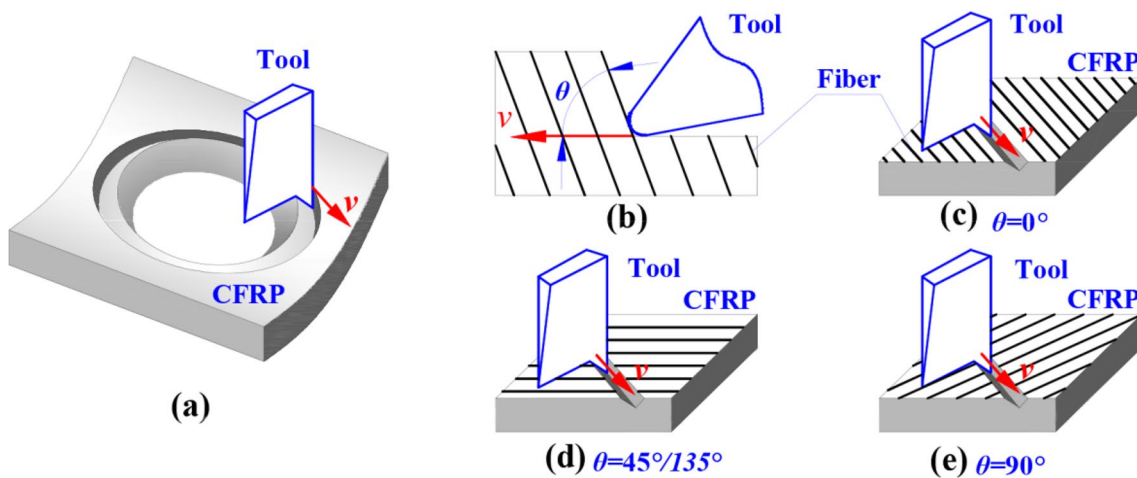 Tool
v
CFRP
(a)
Tool
θ
v
Fiber
(b)
Tool
CFRP
v
(c) θ=0°
Tool
CFRP
v
(d) θ=45°/135°
Tool
CFRP
v
(e) θ=90°